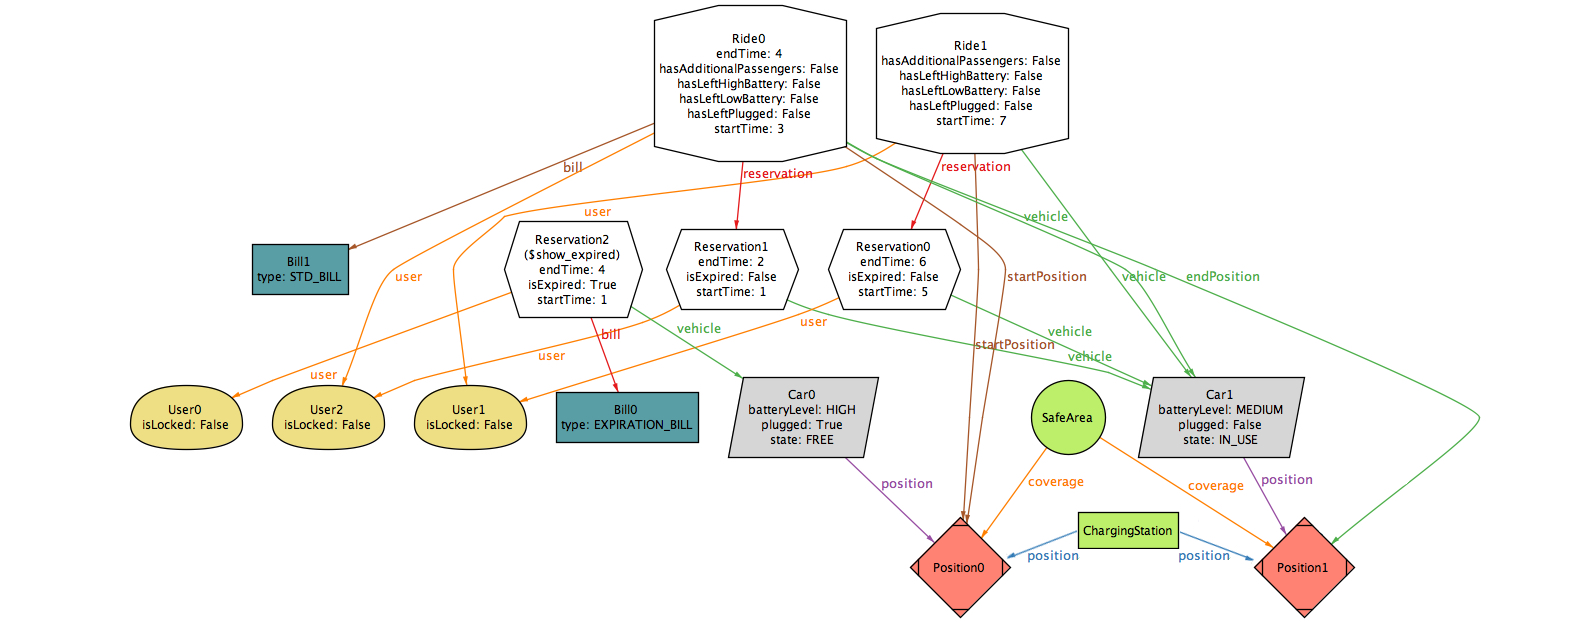 Ride0
endTime: 4
hasAdditionalPassengers: False
hasLeftHighBattery: False
hasLeftLowBattery: False
hasLeftPlugged: False
startTime: 3
Ride1
hasAdditionalPassengers: False
hasLeftHighBattery: False
hasLeftLowBattery: False
hasLeftPlugged: False
startTime: 7
bill
reservation
reservation
user
vehicle
Reservation2
($show_expired)
endTime: 4
isExpired: True
startTime: 1
Reservation1
endTime: 2
isExpired: False
startTime: 1
Reservation0
endTime: 6
isExpired: False
startTime: 5
Bill1
type: STD_BILL
user
startPosition
vehicle
endPosition
bill
vehicle
user
vehicle
startPosition
user
vehicle
user
User0
isLocked: False
User2
isLocked: False
User1
isLocked: False
Bill0
type: EXPIRATION_BILL
Car0
batteryLevel: HIGH
plugged: True
state: FREE
SafeArea
Car1
batteryLevel: MEDIUM
plugged: False
state: IN_USE
position
coverage
coverage
position
ChargingStation
position
position
Position0
Position1